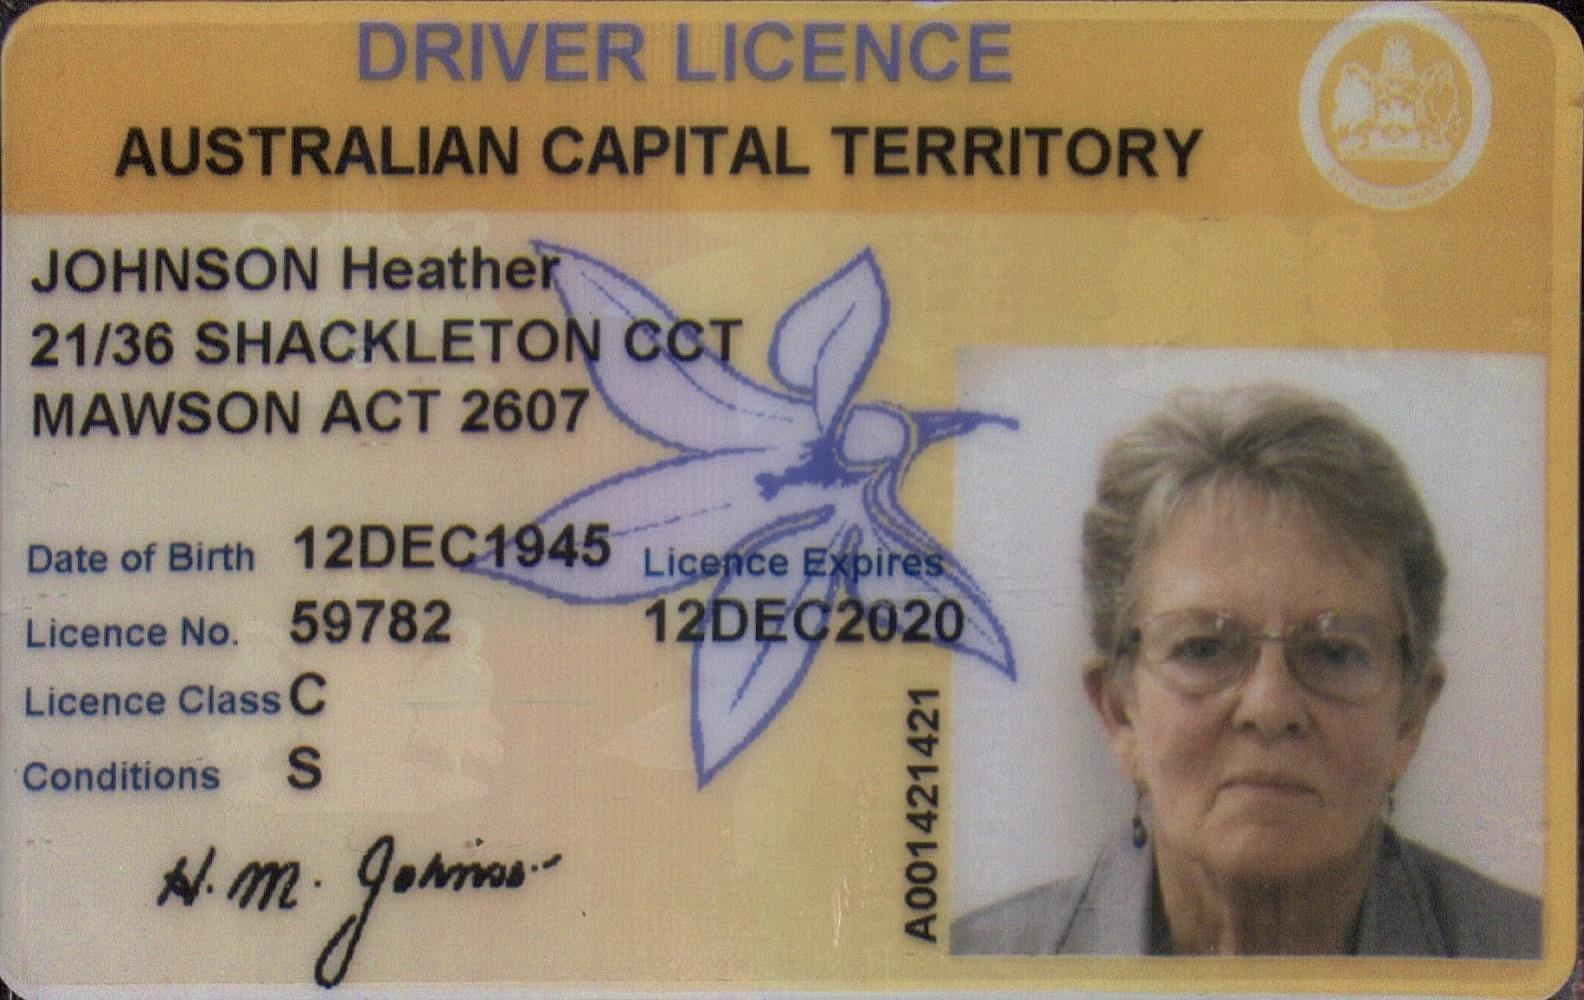 DRIVER LICENCE
AUSTRALIAN CAPITAL TERRITORY
JOHNSON Heather
21/36 SHACKLETON CCT
MAWSON ACT 2607
Date of Birth 12DEC1945
Licence Expires
Licence No. 59782
12DEC2020
Licence Class C
Conditions S
A001421421
H. M. Johnson